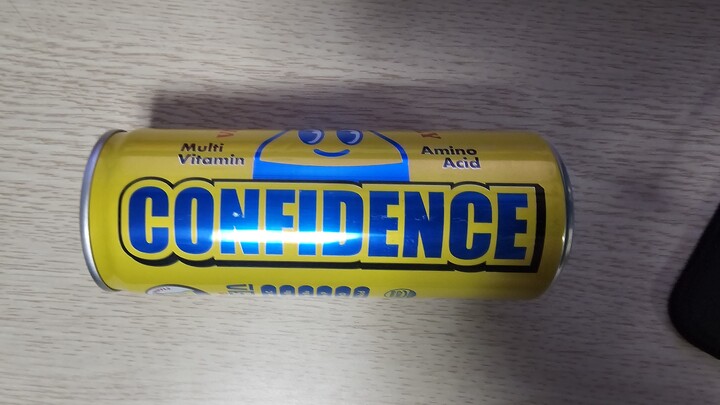 Multi
Vitamin
Amino
Acid
CONFIDENCE